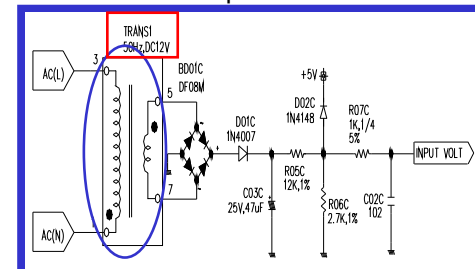 TRANS1
50Hz,DC12V
AC(L)
3
5
BD01C
DF08M
D01C
1N4007
+5V
D02C
1N4148
R07C
1K,1/4
5%
INPUT VOLT
R05C
12K,1%
C03C
25V,47uF
R06C
2.7K,1%
C02C
102
7
AC(N)